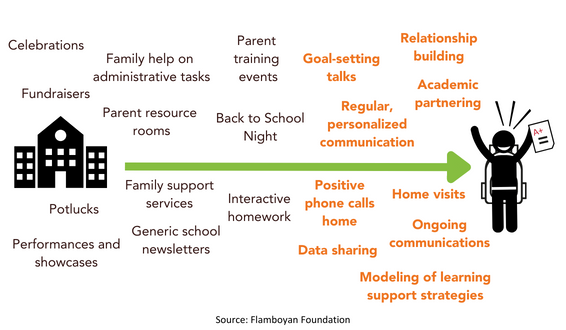 Celebrations
Fundraisers
Family help on
administrative tasks
Parent resource
rooms
Parent
training
events
Back to School
Night
Goal-setting
talks
Regular,
personalized
communication
Relationship
building
Academic
partnering
A+
Potlucks
Performances and
showcases
Family support
services
Generic school
newsletters
Interactive
homework
Positive
phone calls
home
Data sharing
Home visits
Ongoing
communications
Modeling of learning
support strategies
Source: Flamboyan Foundation